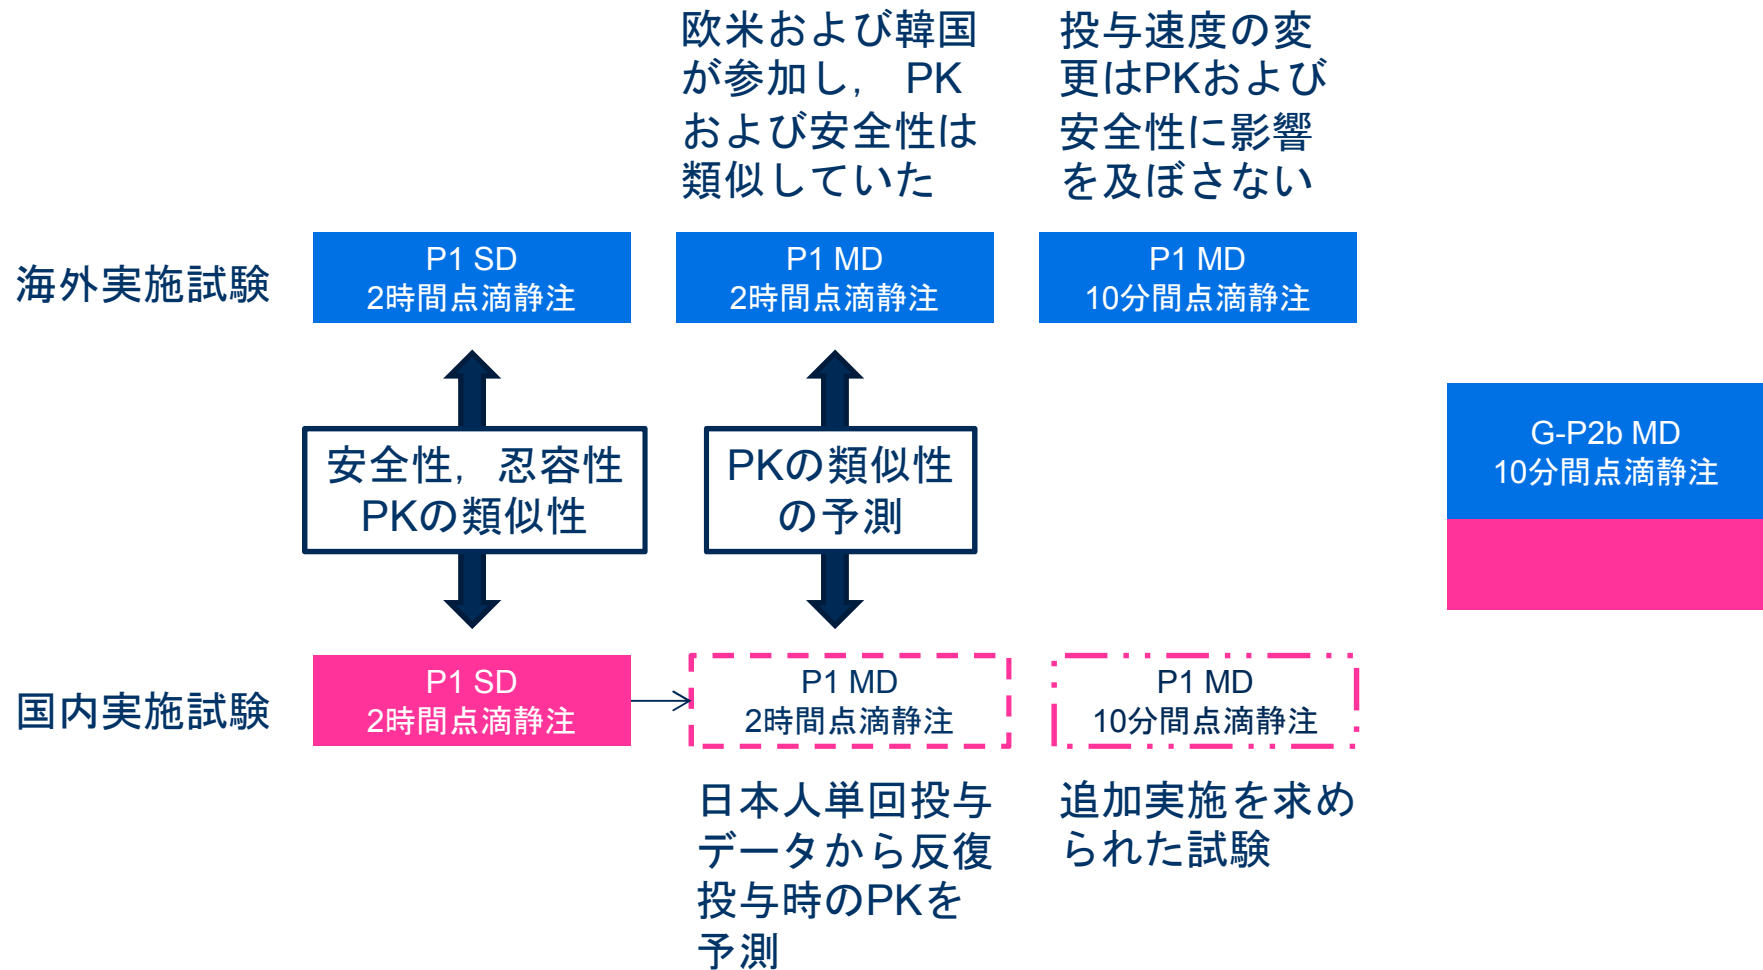 欧米および韓国
が参加し， PK
および安全性は
類似していた
投与速度の変
更はPKおよび
安全性に影響
を及ぼさない
海外実施試験
P1 SD
2時間点滴静注
P1 MD
2時間点滴静注
P1 MD
10分間点滴静注
安全性，忍容性
PKの類似性
PKの類似性
の予測
G-P2b MD
10分間点滴静注
国内実施試験
P1 SD
2時間点滴静注
P1 MD
2時間点滴静注
P1 MD
10分間点滴静注
日本人単回投与
データから反復
投与時のPKを
予測
追加実施を求め
られた試験